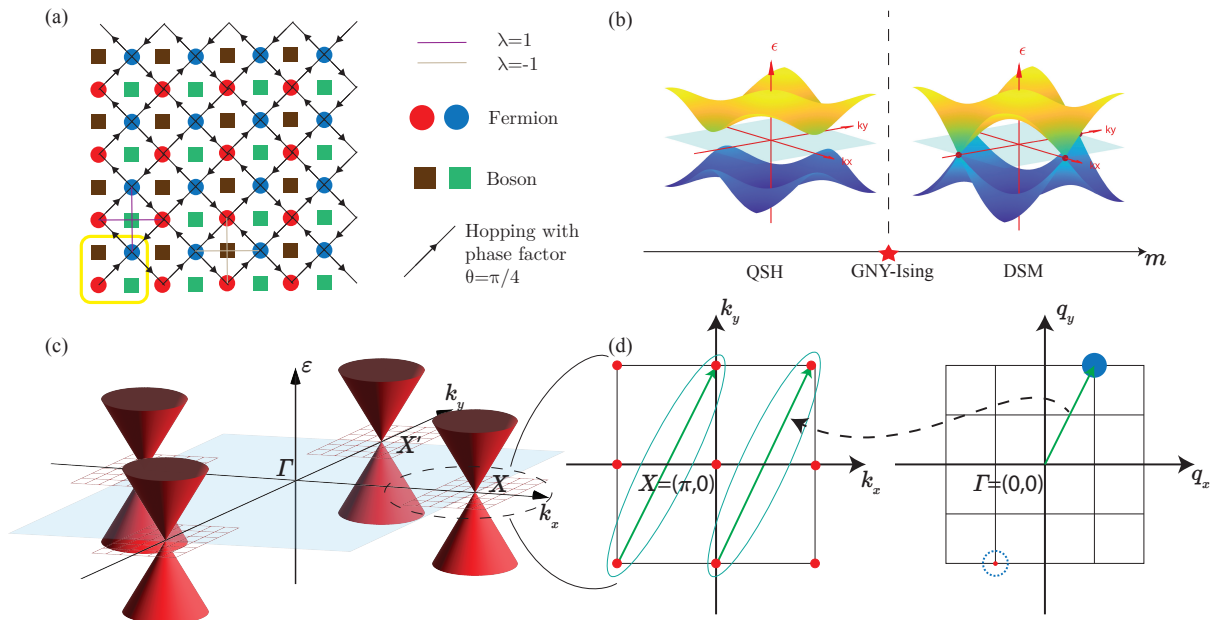 (a)
λ=1
λ=-1
Fermion
Boson
Hopping with
phase factor
θ=π/4
(b)
ϵ
ky
kx
ϵ
ky
kx
QSH
GNY-Ising
DSM
m
(c)
ε
k_y
X'
Γ
X
k_x
(d)
k_y
X=(π,0)
k_x
q_y
Γ=(0,0)
q_x